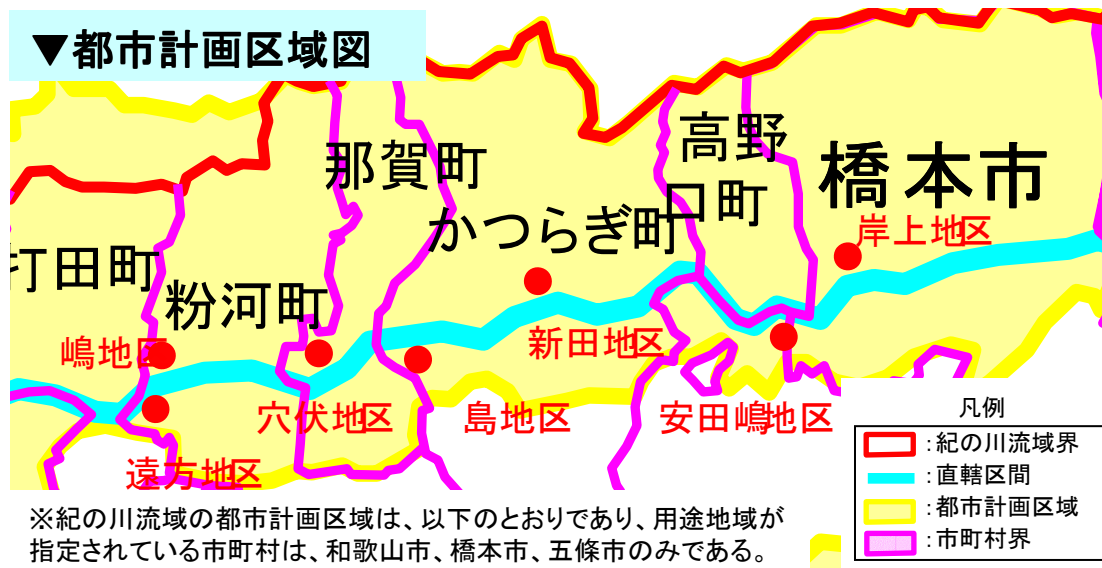 ▼都市計画区域図
那賀町
高野
口町
橋本市
かつらぎ町
岸上地区
打田町
粉河町
新田地区
嶋地区
穴伏地区
島地区
安田嶋地区
遠方地区
凡例
:紀の川流域界
:直轄区間
:都市計画区域
:市町村界
※紀の川流域の都市計画区域は、以下のとおりであり、用途地域が
指定されている市町村は、和歌山市、橋本市、五條市のみである。